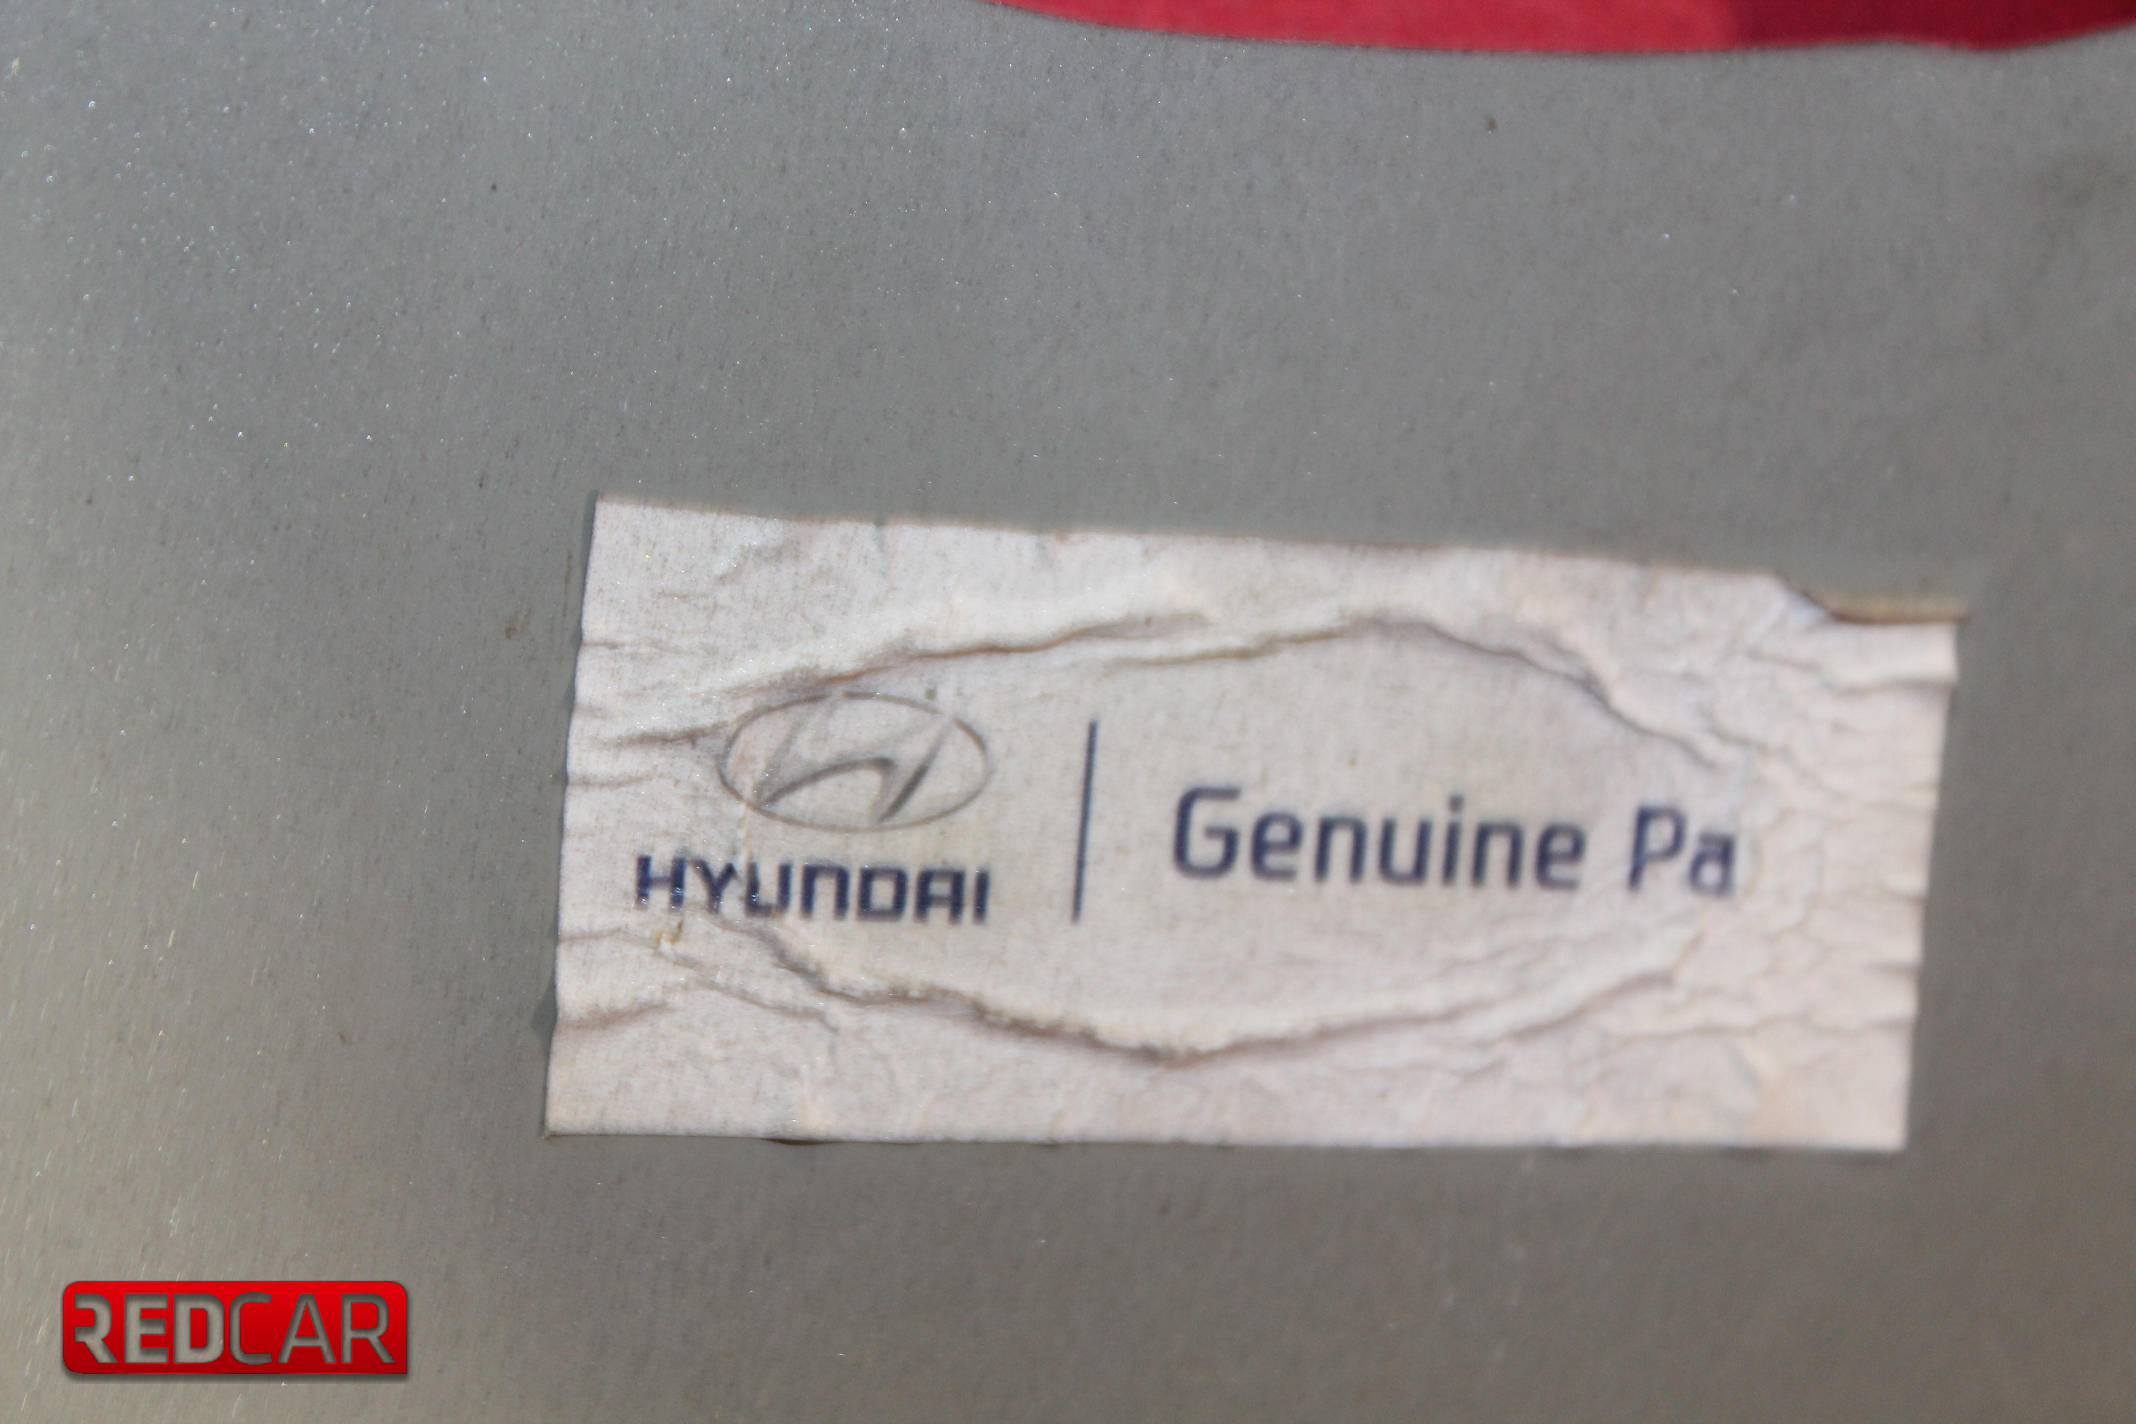 HYUNDAI | Genuine Pa
REDCAR